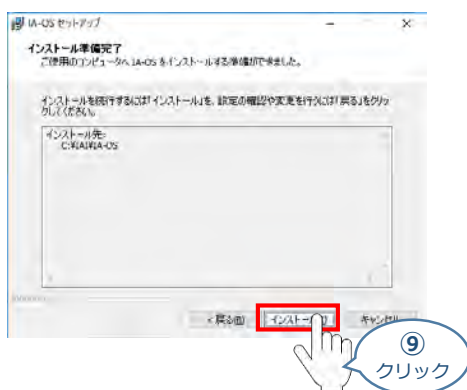 IA-OS セットアップ
インストール準備完了
ご使用のコンピュータへ IA-OS をインストールする準備ができました。
インストールを続行するには「インストール」を、設定の確認や変更を行うには「戻る」をクリッ
クしてください。
インストール先:
C:¥IAI¥IA-OS
< 戻る(B)
インストール(I)
キャンセル
⑨
クリック